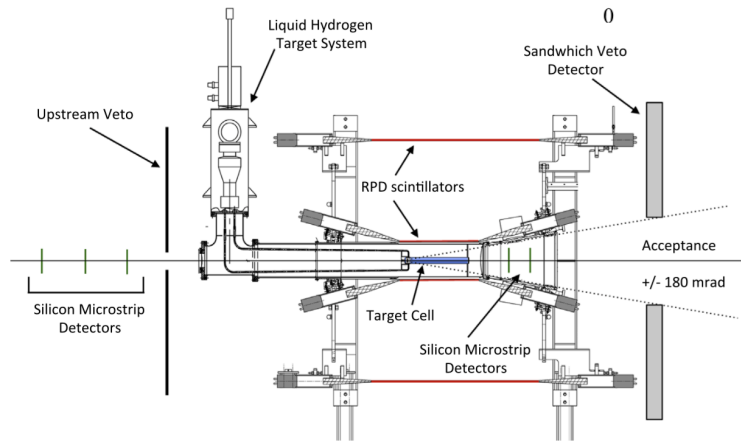 0
Liquid Hydrogen
Target System
Sandwhich Veto
Detector
Upstream Veto
RPD scintillators
Acceptance
+/- 180 mrad
Silicon Microstrip
Detectors
Target Cell
Silicon Microstrip
Detectors